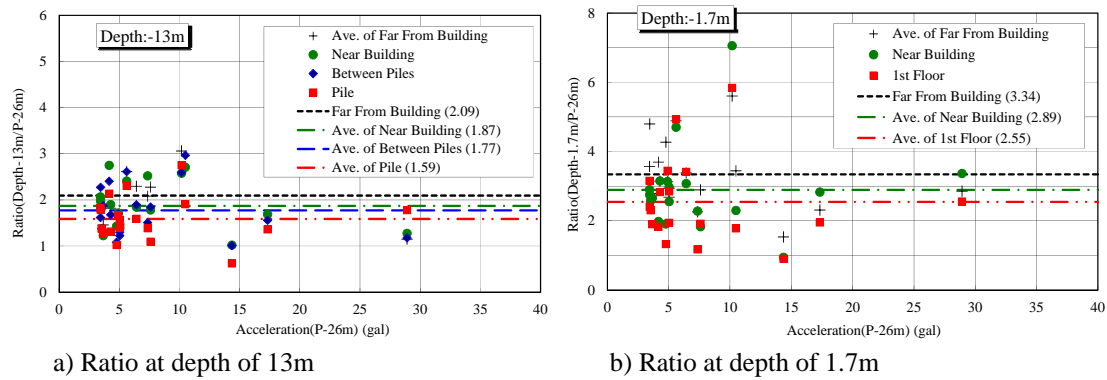 Depth:-13m
Ave. of Far From Building
Near Building
Between Piles
Pile
Far From Building (2.09)
Ave. of Near Building (1.87)
Ave. of Between Piles (1.77)
Ave. of Pile (1.59)
Ratio(Depth-13m/P-26m)
6
5
4
3
2
1
0
0 5 10 15 20 25 30 35 40
Acceleration(P-26m) (gal)
a) Ratio at depth of 13m
Depth:-1.7m
Ave. of Far From Building
Near Building
1st Floor
Far From Building (3.34)
Ave. of Near Building (2.89)
Ave. of 1st Floor (2.55)
Ratio(Depth-1.7m/P-26m)
8
6
4
2
0
0 5 10 15 20 25 30 35 40
Acceleration(P-26m) (gal)
b) Ratio at depth of 1.7m